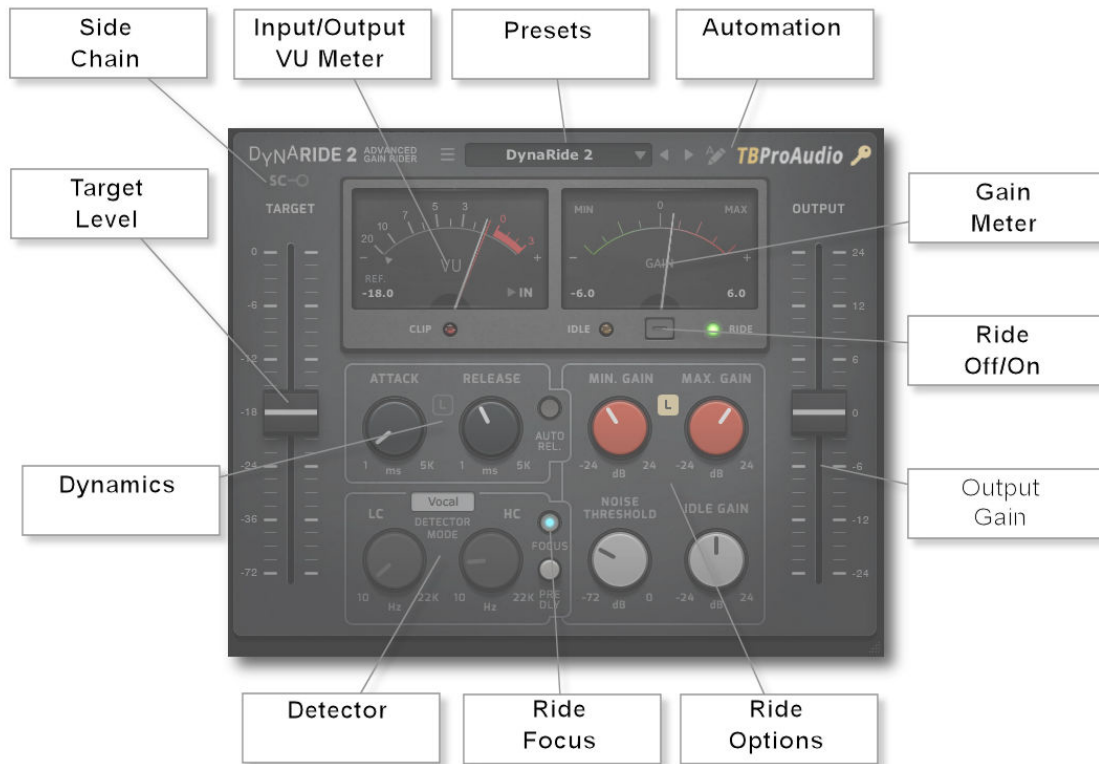 Side
Chain
Input/Output
VU Meter
Presets
Automation
DYNARIDE 2
ADVANCED
GAIN RIDER
DynaRide 2
A
TBProAudio
SC
TARGET
OUTPUT
Target
Level
Gain
Meter
Ride
Off/On
Output
Gain
Dynamics
0
-6
-12
-18
-24
-36
-72
20
10
7
5
3
0
3
-
+
VU
REF.
-18.0
IN
MIN
0
MAX
-
+
GAIN
-6.0
6.0
CLIP
IDLE
RIDE
24
12
6
0
-6
-12
-24
ATTACK
RELEASE
L
1
ms
5K
1
ms
5K
AUTO
REL.
MIN. GAIN
MAX. GAIN
L
-24
dB
24
-24
dB
24
Vocal
LC
DETECTOR
MODE
HC
10
Hz
22K
10
Hz
22K
FOCUS
PRE
DLY
NOISE
THRESHOLD
IDLE GAIN
-72
dB
0
-24
dB
24
Detector
Ride
Focus
Ride
Options